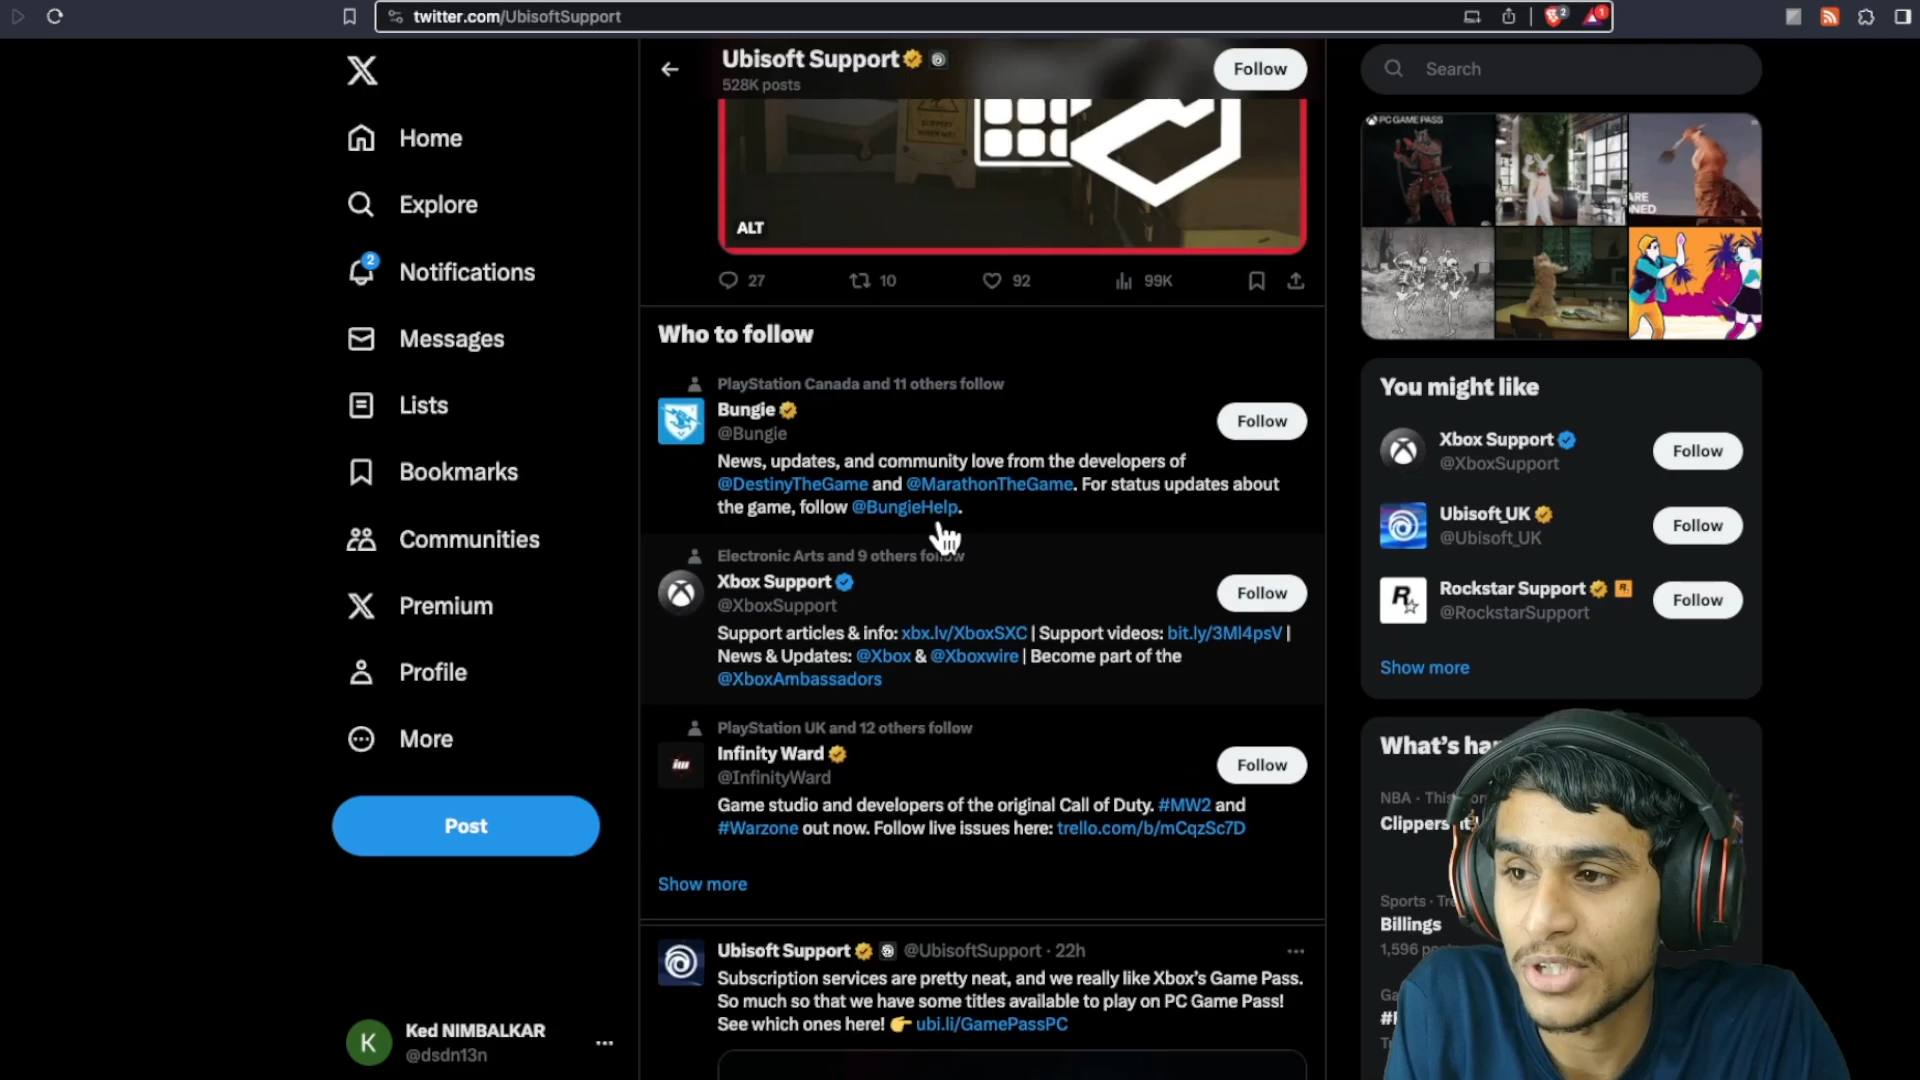 twitter.com/UbisoftSupport
2
1
Home
Explore
2
Notifications
Messages
Lists
Bookmarks
Communities
Premium
Profile
More
Post
Ked NIMBALKAR
@dsdn13n
K
Ubisoft Support
528K posts
Follow
ALT
27
10
92
99K
Who to follow
PlayStation Canada and 11 others follow
Bungie
@Bungie
Follow
News, updates, and community love from the developers of
@DestinyTheGame and @MarathonTheGame. For status updates about
the game, follow @BungieHelp.
Electronic Arts and 9 others follow
Xbox Support
@XboxSupport
Follow
Support articles & info: xbx.lv/XboxSXC | Support videos: bit.ly/3Ml4psV |
News & Updates: @Xbox & @Xboxwire | Become part of the
@XboxAmbassadors
PlayStation UK and 12 others follow
Infinity Ward
@InfinityWard
Follow
Game studio and developers of the original Call of Duty. #MW2 and
#Warzone out now. Follow live issues here: trello.com/b/mCqzSc7D
Show more
Ubisoft Support @UbisoftSupport · 22h
Subscription services are pretty neat, and we really like Xbox's Game Pass.
So much so that we have some titles available to play on PC Game Pass!
See which ones here! 👉 ubi.li/GamePassPC
Search
PC GAME PASS
You might like
Xbox Support
@XboxSupport
Follow
Ubisoft_UK
@Ubisoft_UK
Follow
Rockstar Support
@RockstarSupport
Follow
Show more
What's ha
NBA ·
Clippers
Sports ·
Billings
1,596